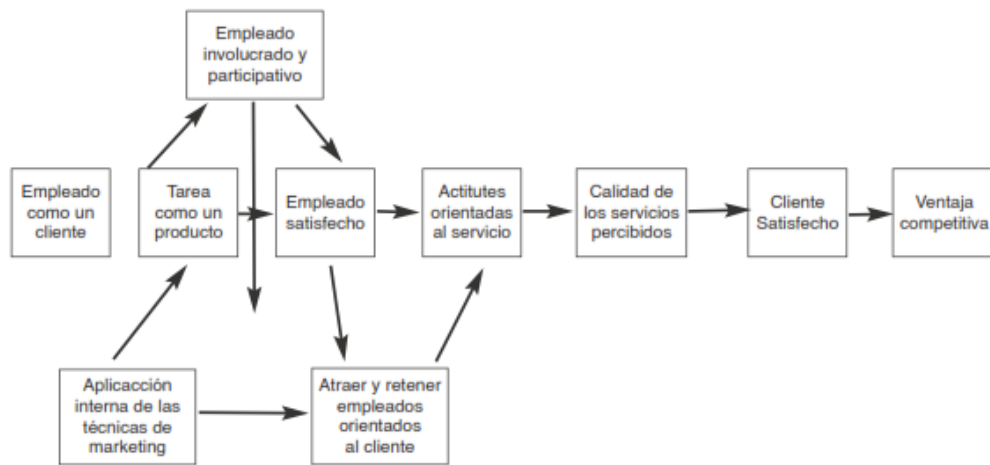 Empleado
involucrado y
participativo
Empleado
como un
cliente
Tarea
como un
producto
Empleado
satisfecho
Actitutes
orientadas
al servicio
Calidad de
los servicios
percibidos
Cliente
Satisfecho
Ventaja
competitiva
Aplicacción
interna de las
técnicas de
marketing
Atraer y retener
empleados
orientados
al cliente